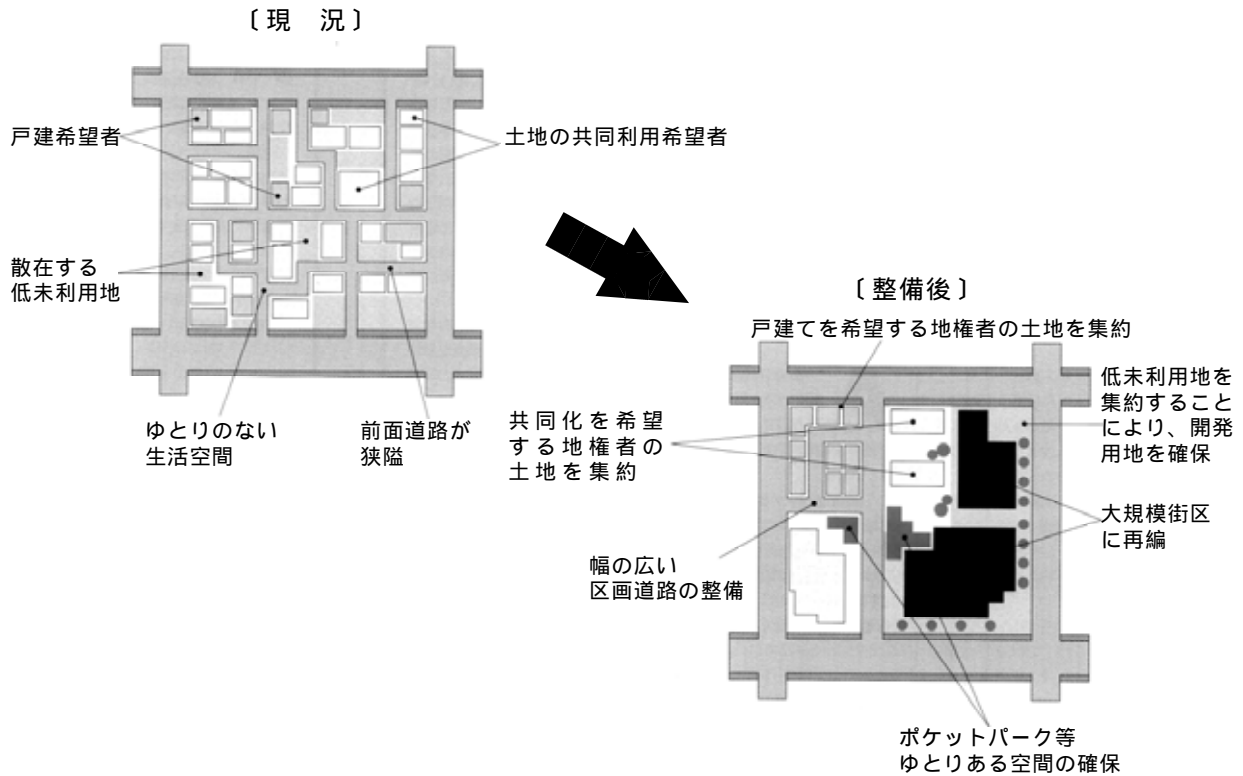 〔現　況〕
戸建希望者
土地の共同利用希望者
散在する
低未利用地
ゆとりのない
生活空間
前面道路が
狭隘
〔整備後〕
戸建てを希望する地権者の土地を集約
共同化を希望
する地権者の
土地を集約
低未利用地を
集約すること
により、開発
用地を確保
大規模街区
に再編
幅の広い
区画道路の整備
ポケットパーク等
ゆとりある空間の確保